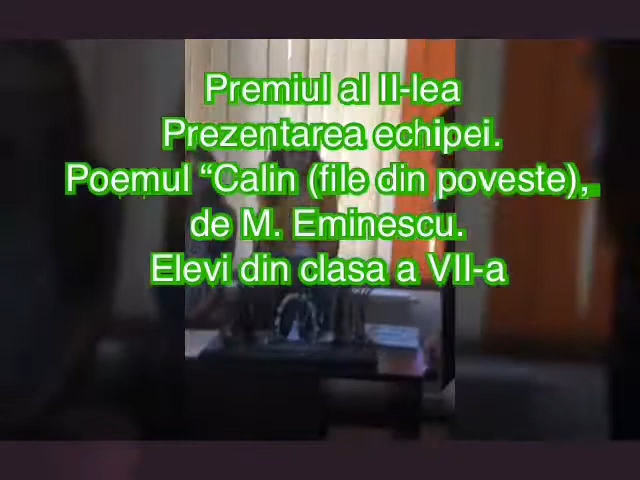 Premiul al II-lea
Prezentarea echipei.
Poemul “Calin (file din poveste),
de M. Eminescu.
Elevi din clasa a VII-a